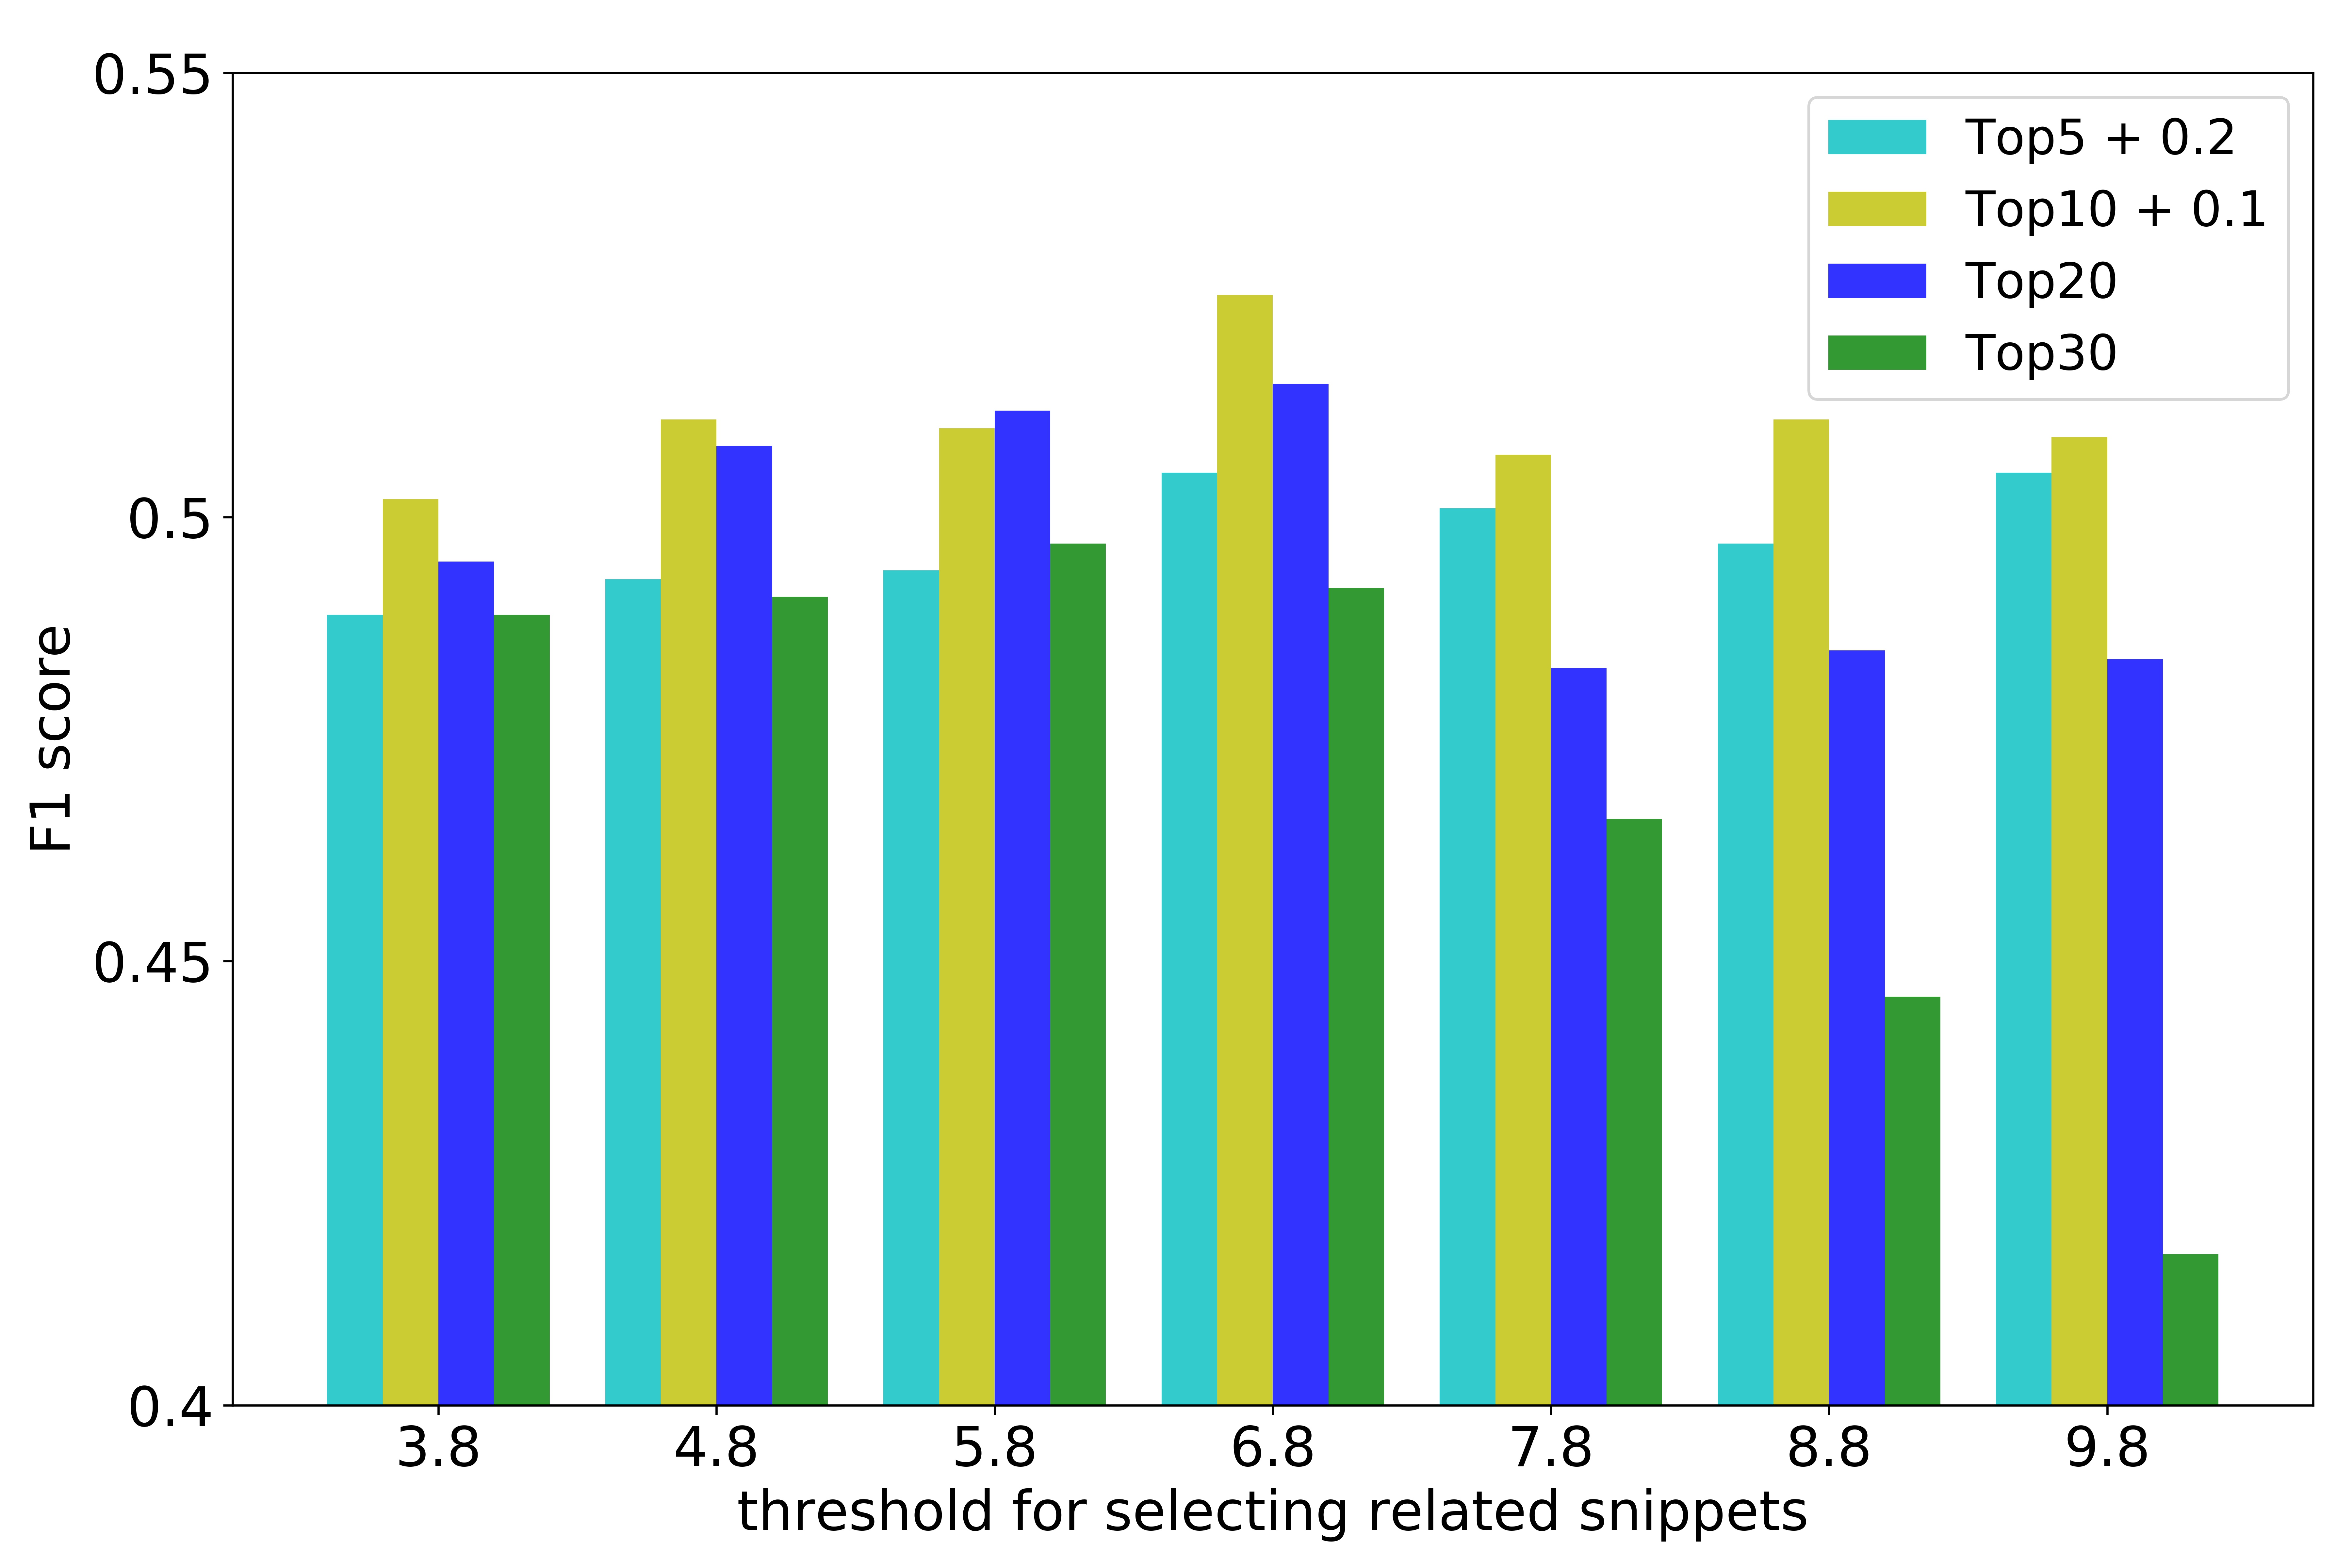 0.55
0.5
0.45
0.4
F1 score
Top5 + 0.2
Top10 + 0.1
Top20
Top30
3.8 4.8 5.8 6.8 7.8 8.8 9.8
threshold for selecting related snippets